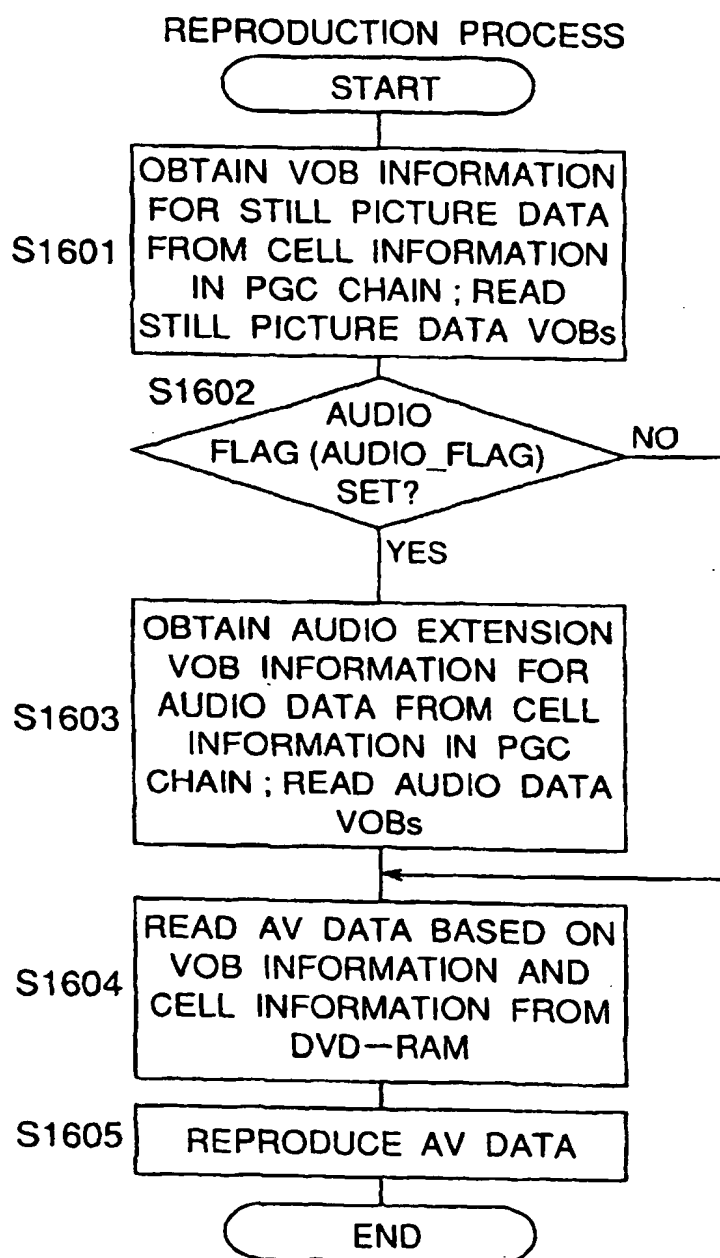 REPRODUCTION PROCESS
START
S1601
OBTAIN VOB INFORMATION
FOR STILL PICTURE DATA
FROM CELL INFORMATION
IN PGC CHAIN ; READ
STILL PICTURE DATA VOBs
S1602
AUDIO
FLAG (AUDIO_FLAG)
SET?
NO
YES
S1603
OBTAIN AUDIO EXTENSION
VOB INFORMATION FOR
AUDIO DATA FROM CELL
INFORMATION IN PGC
CHAIN ; READ AUDIO DATA
VOBs
S1604
READ AV DATA BASED ON
VOB INFORMATION AND
CELL INFORMATION FROM
DVD—RAM
S1605
REPRODUCE AV DATA
END